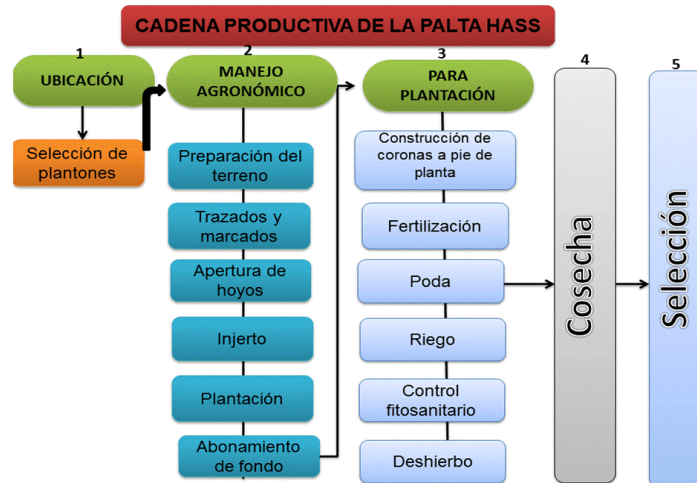 CADENA PRODUCTIVA DE LA PALTA HASS
1
UBICACIÓN
Selección de
plantones
2
MANEJO
AGRONÓMICO
Preparación del
terreno
Trazados y
marcados
Apertura de
hoyos
Injerto
Plantación
Abonamiento
de fondo
3
PARA
PLANTACIÓN
Construcción de
coronas a pie de
planta
Fertilización
Poda
Riego
Control
fitosanitario
Deshierbo
4
Cosecha
5
Selección